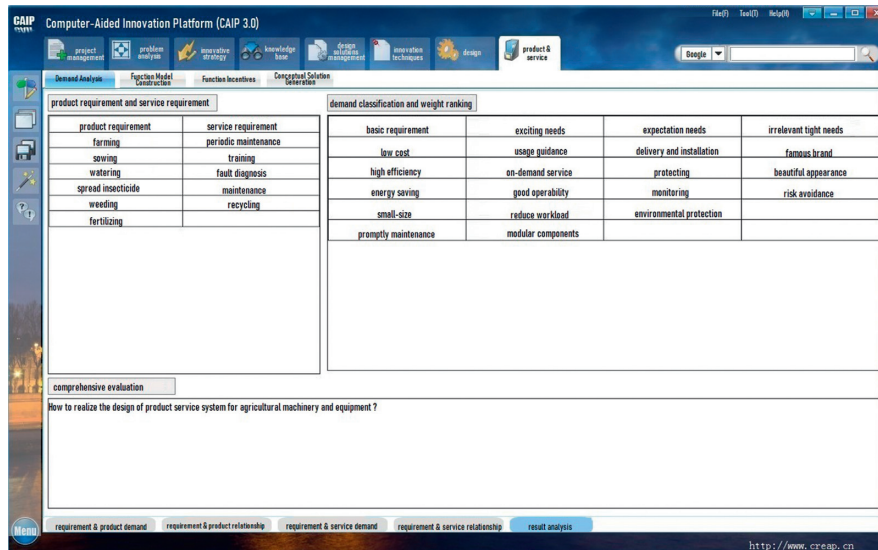 CAIP
Computer-Aided Innovation Platform (CAIP 3.0)
File(F) Tool(T) Help(H)
project management
problem analysis
innovative strategy
knowledge base
design solutions management
innovation techniques
design
product & service
Google
Demand Analysis
Function Model Construction
Function Incentives
Conceptual Solution Generation
product requirement and service requirement
demand classification and weight ranking
product requirement service requirement
farming periodic maintenance
sowing training
watering fault diagnosis
spread insecticide maintenance
weeding recycling
fertilizing
basic requirement exciting needs expectation needs irrelevant tight needs
low cost usage guidance delivery and installation famous brand
high efficiency on-demand service protecting beautiful appearance
energy saving good operability monitoring risk avoidance
small-size reduce workload environmental protection
promptly maintenance modular components
comprehensive evaluation
How to realize the design of product service system for agricultural machinery and equipment ?
Menu
requirement & product demand
requirement & product relationship
requirement & service demand
requirement & service relationship
result analysis
http://www.creap.cn